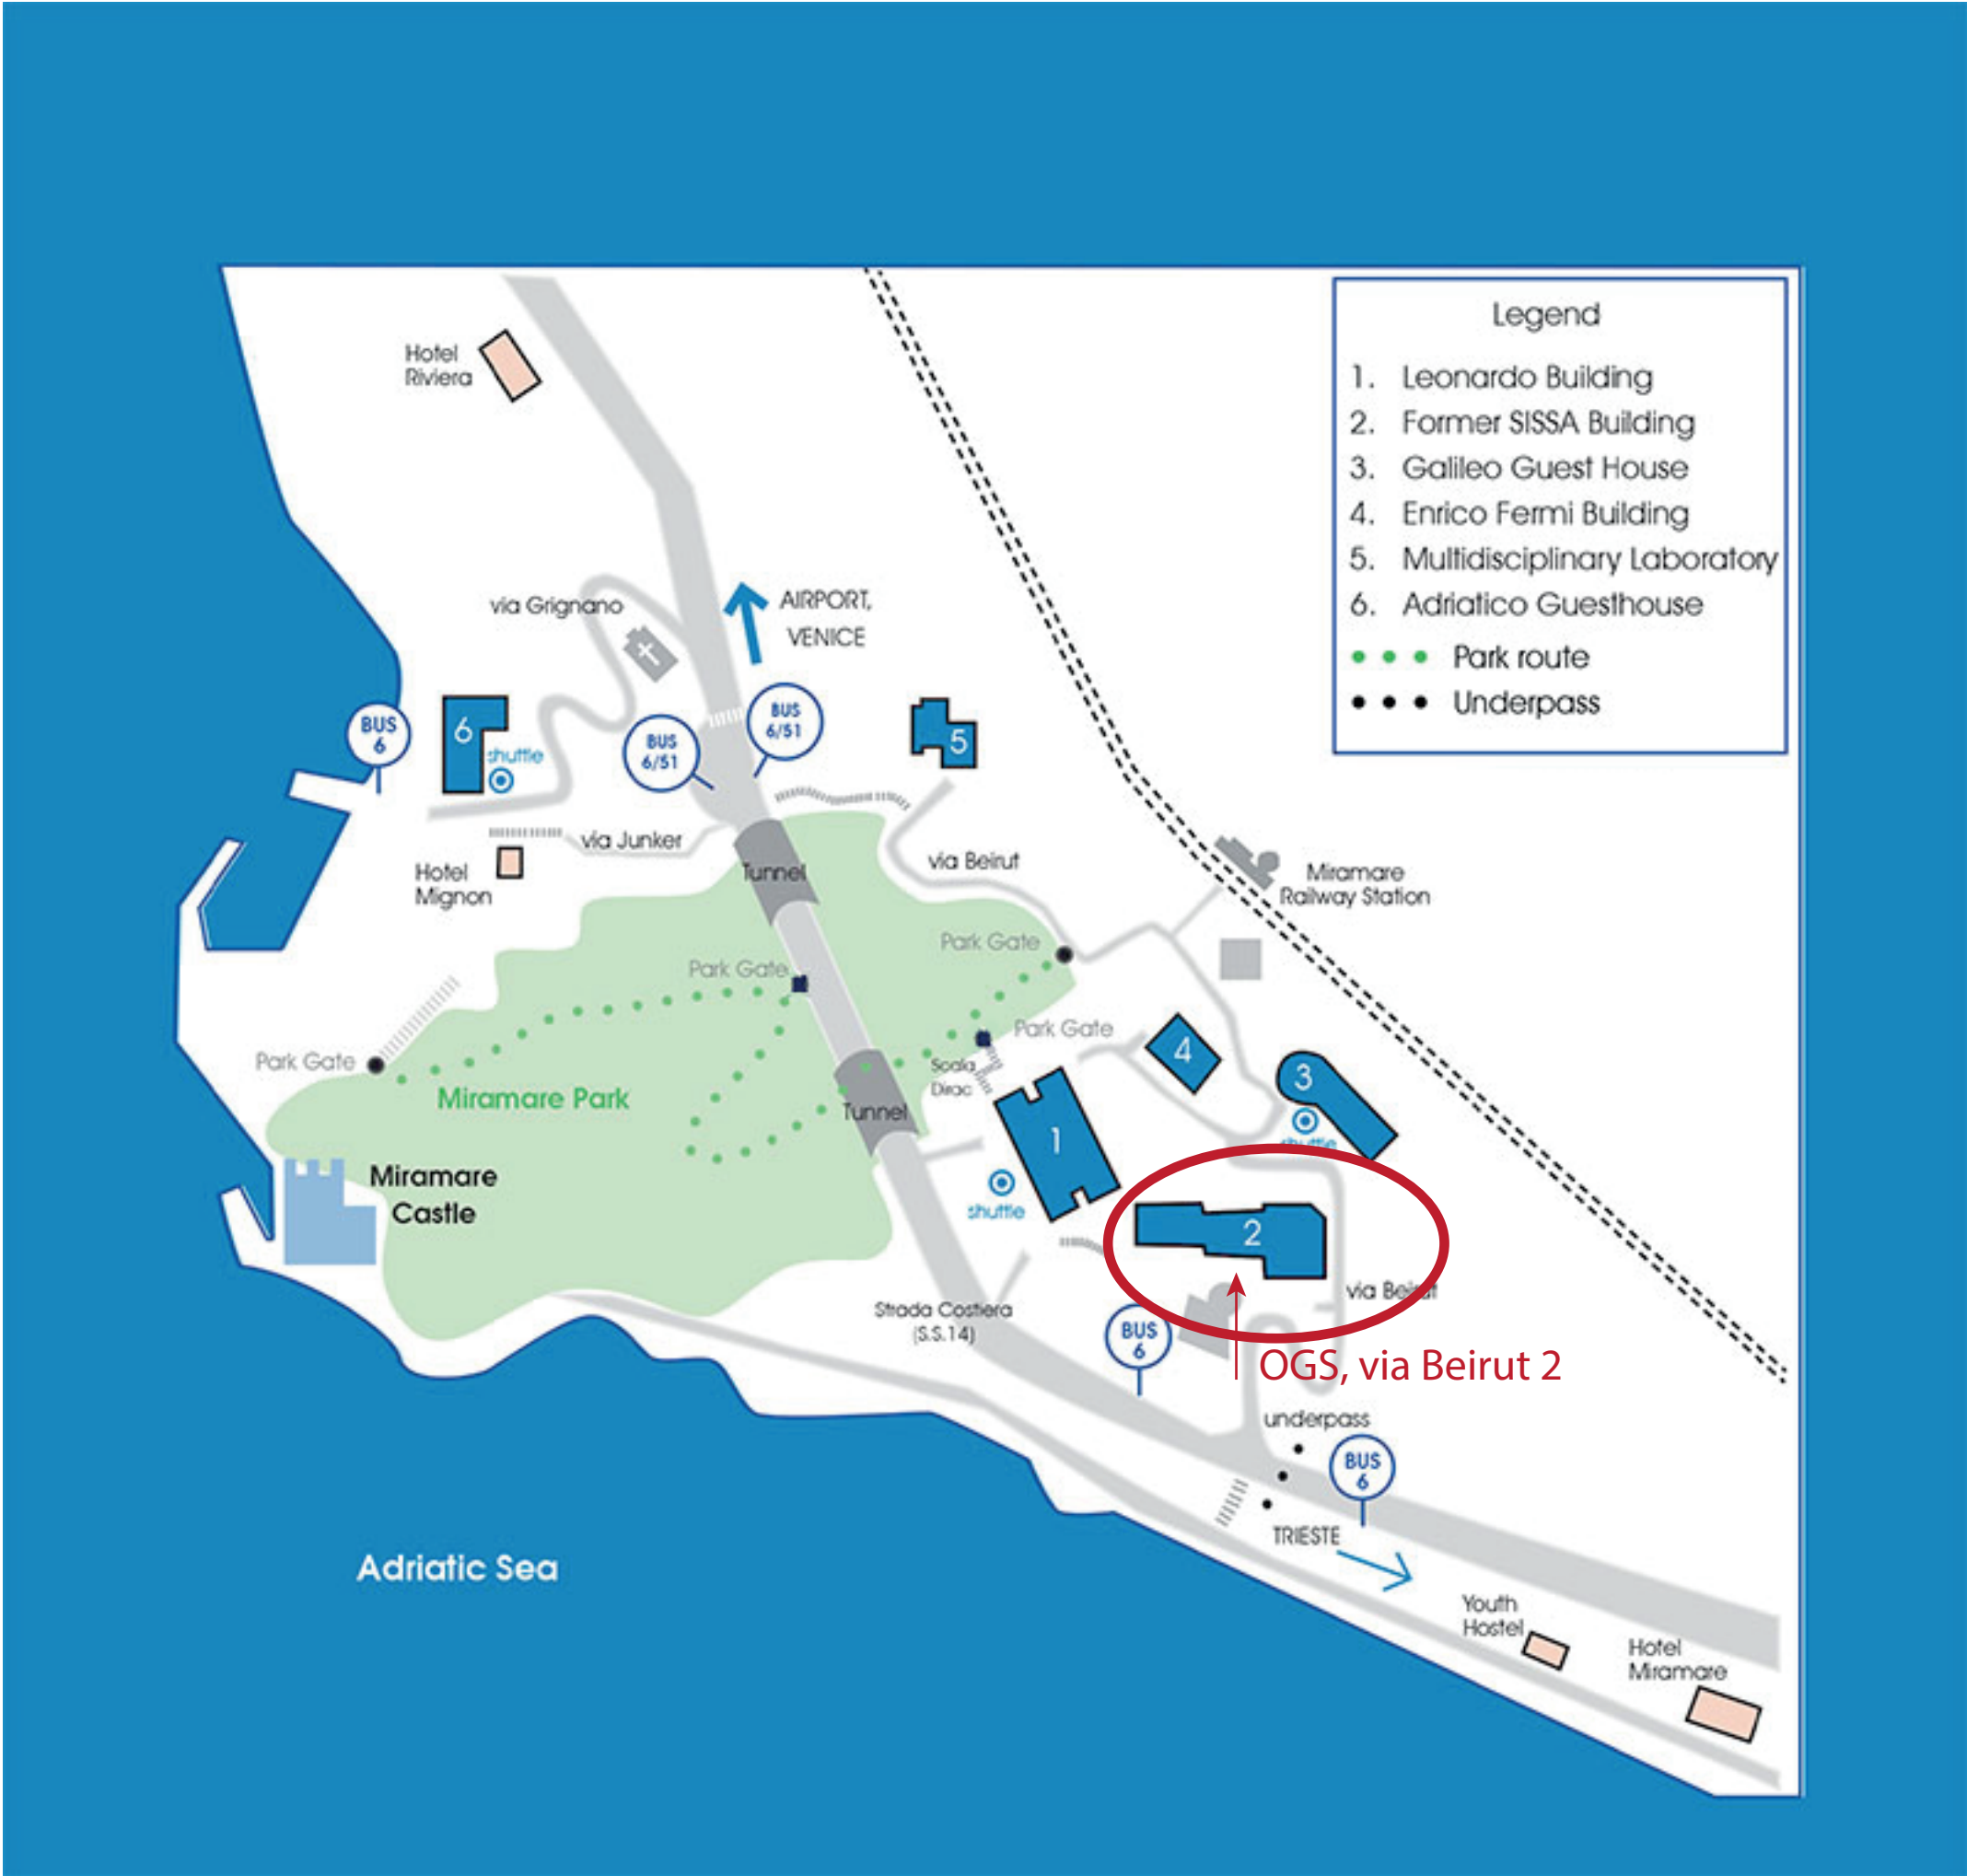 Legend
1. Leonardo Building
2. Former SISSA Building
3. Galileo Guest House
4. Enrico Fermi Building
5. Multidisciplinary Laboratory
6. Adriatico Guesthouse
Park route
Underpass
Hotel
Riviera
via Grignano
AIRPORT,
VENICE
BUS
6
6
shuttle
BUS
6/51
BUS
6/51
5
via Junker
Hotel
Mignon
Tunnel
via Beirut
Miramare
Railway Station
Park Gate
Park Gate
Park Gate
Park Gate
Scala
Dirac
4
3
shuttle
Miramare Park
Tunnel
1
shuttle
Miramare
Castle
2
via Beirut
Strada Costiera
(S.S.14)
BUS
6
OGS, via Beirut 2
underpass
BUS
6
TRIESTE
Adriatic Sea
Youth
Hostel
Hotel
Miramare